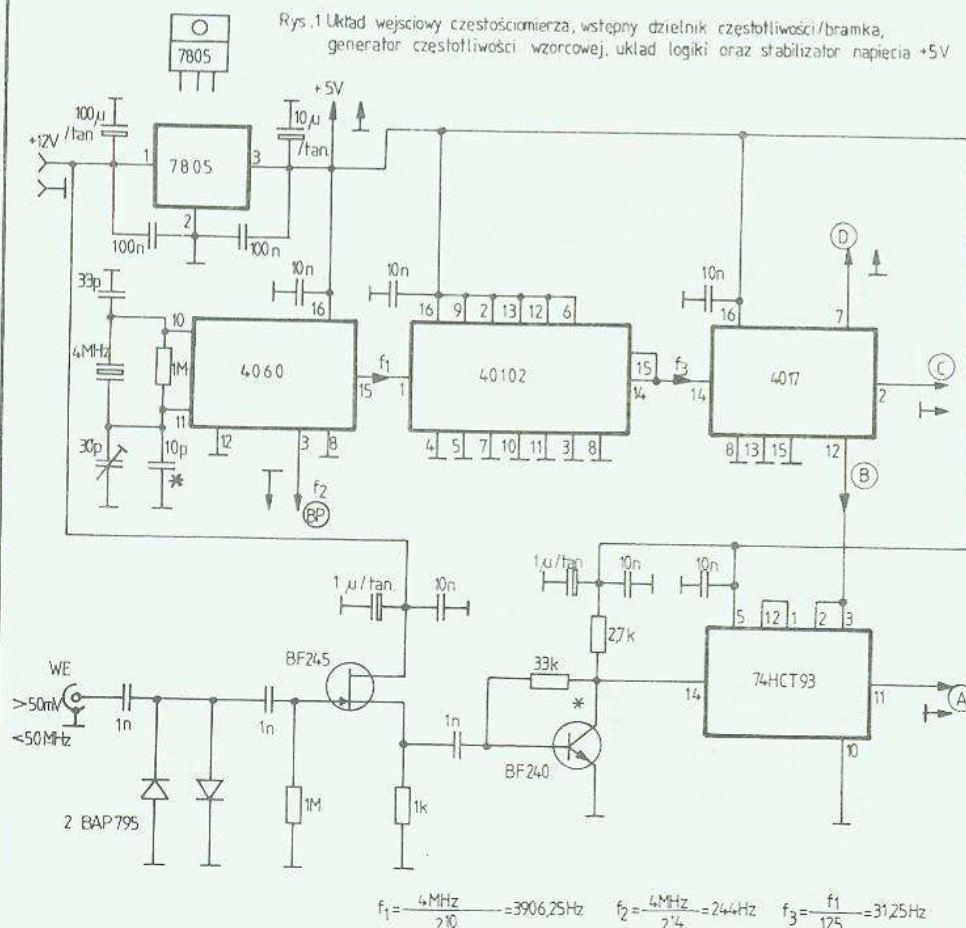 Rys.1 Układ wejsciowy częstościomierza, wstępny dzielnik częstotliwości/bramka,
generator częstotliwości wzorcowej, uklad logiki oraz stabilizator napięcia +5V
7805
+5V
100µ
/tan
10µ
/tan.
+12V
1
7805
3
2
100n
100n
D
33p
10n
10n
10n
16
16
9
2
13
12
6
16
7
10
4MHz
1M
4060
f1
15
1
40102
15
14
f3
14
4017
2
C
11
12
3
8
4
5
7
10
11
3
8
8
13
15
12
30p
10p
*
f2
BP
B
1µ/tan.
10n
1µ/tan
10n
10n
5
12
1
2
3
2,7k
WE
BF245
33k
14
74HCT93
11
A
>50mV
<50MHz
1n
1n
1n
*
BF240
10
2 BAP795
1M
1k
f1= 4MHz / 2^10 =3906,25Hz f2= 4MHz / 2^14 =244Hz f3= f1 / 125 =31,25Hz